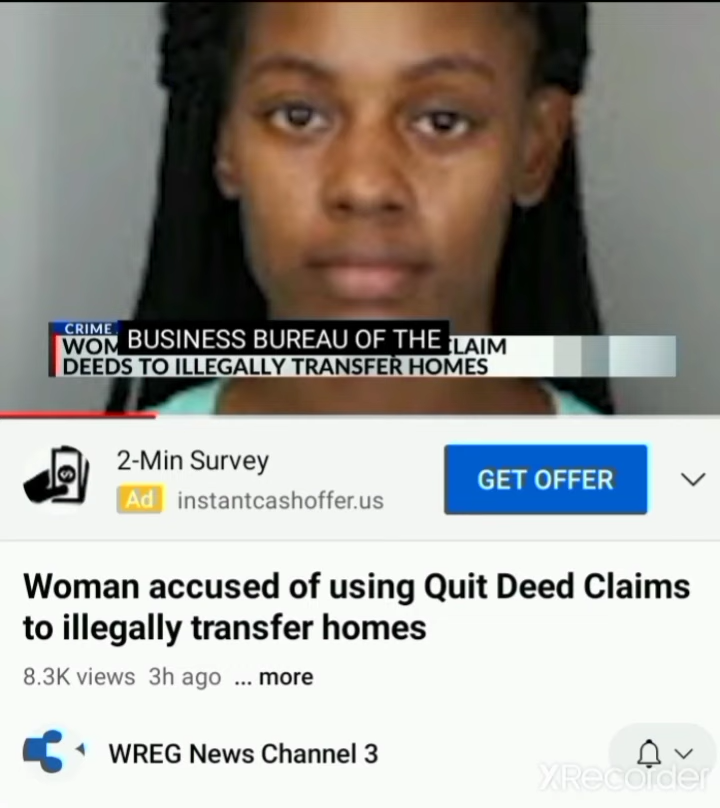 CRIME
WOM BUSINESS BUREAU OF THE CLAIM
DEEDS TO ILLEGALLY TRANSFER HOMES
2-Min Survey
Ad instantcashoffer.us
GET OFFER
Woman accused of using Quit Deed Claims
to illegally transfer homes
8.3K views 3h ago ... more
WREG News Channel 3
XRecorder